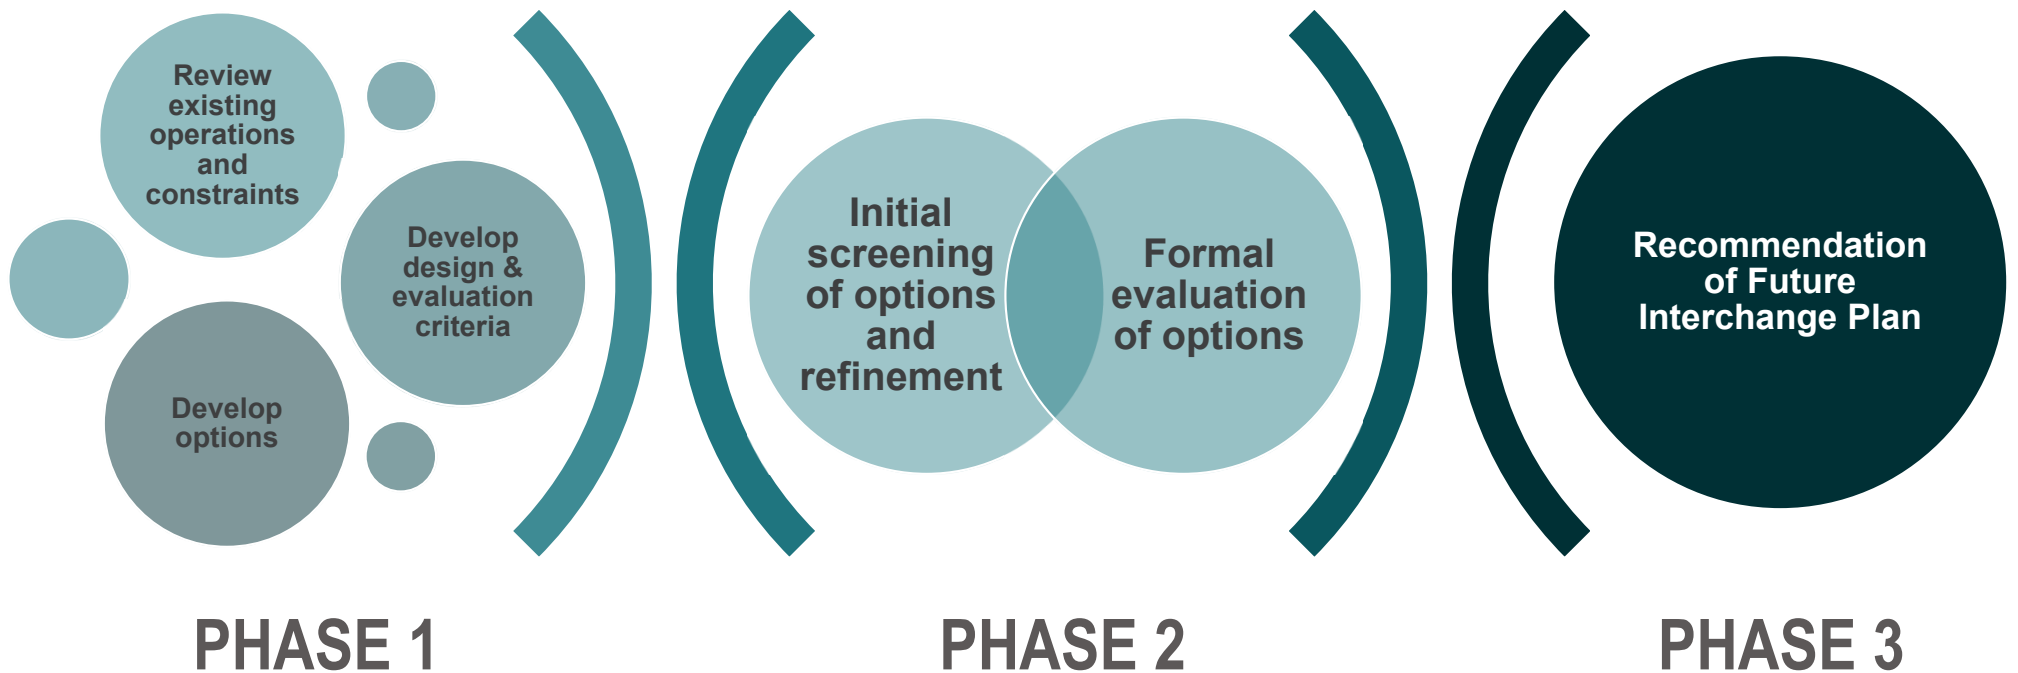 Review
existing
operations
and
constraints
Develop
design &
evaluation
criteria
Develop
options
Initial
screening
of options
and
refinement
Formal
evaluation
of options
Recommendation
of Future
Interchange Plan
PHASE 1
PHASE 2
PHASE 3